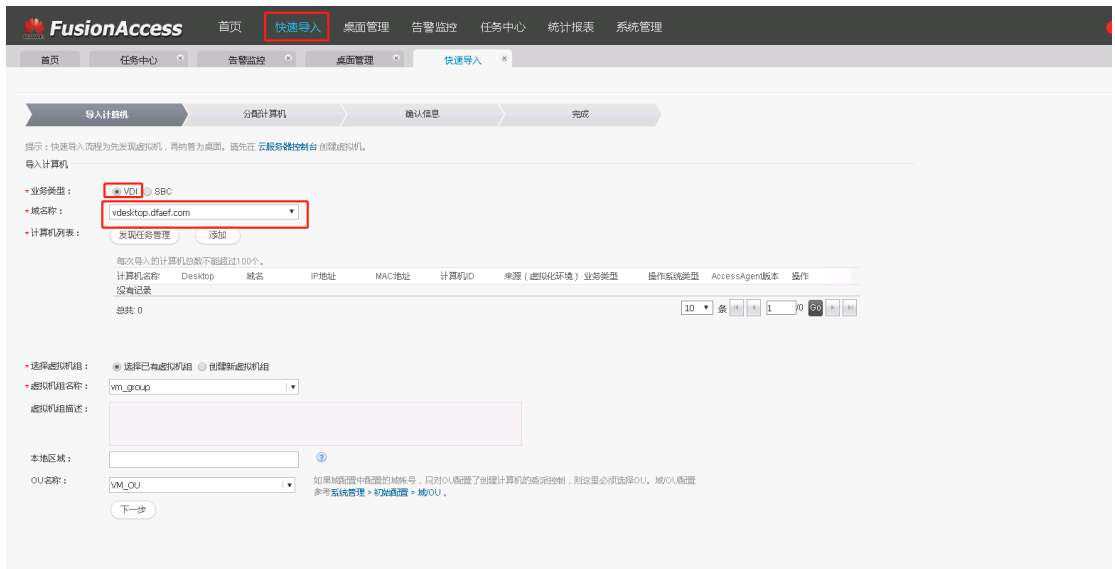 FusionAccess 首页 快速导入 桌面管理 告警监控 任务中心 统计报表 系统管理
首页 任务中心 告警监控 桌面管理 快速导入
导入计算机 分配计算机 确认信息 完成
提示：快速导入流程为先发现虚拟机，再纳管为桌面。请先在 云服务器控制台 创建虚拟机。
导入计算机
*业务类型： VDI SBC
*域名称： vdesktop.dfaef.com
*计算机列表： 发现任务管理 添加
每次导入的计算机总数不能超过100个。
计算机名称 Desktop 域名 IP地址 MAC地址 计算机ID 来源（虚拟化环境） 业务类型 操作系统类型 AccessAgent版本 操作
没有记录
总共: 0 10 条 1 /0 Go
*选择虚拟机组： 选择已有虚拟机组 创建新虚拟机组
*虚拟机组名称： vm_group
虚拟机组描述：
本地区域：
OU名称： VM_OU 如果域配置中配置的域帐号，只对OU配置了创建计算机的委派控制，则这里必须选择OU。域/OU配置
参考系统管理 > 初始配置 > 域/OU 。
下一步